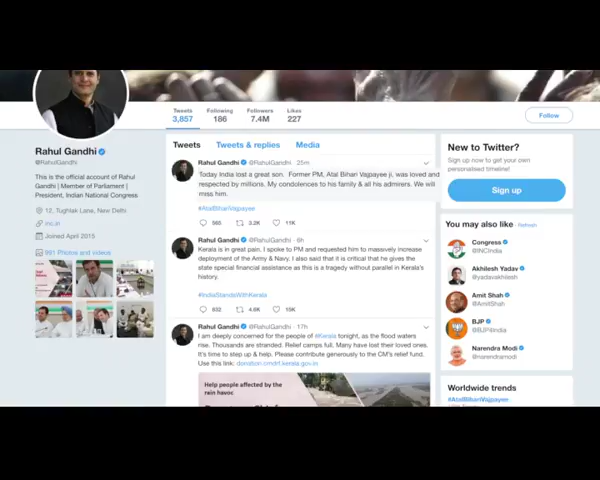 Tweets Following Followers Likes
3,857 186 7.4M 227
Follow
Rahul Gandhi
@RahulGandhi
This is the official account of Rahul
Gandhi | Member of Parliament |
President, Indian National Congress
12, Tughlak Lane, New Delhi
inc.in
Joined April 2015
991 Photos and videos
Tweets Tweets & replies Media
Rahul Gandhi @RahulGandhi 25m
Today India lost a great son. Former PM, Atal Bihari Vajpayee ji, was loved and
respected by millions. My condolences to his family & all his admirers. We will
miss him.
#AtalBihariVajpayee
565 3.2K 11K
Rahul Gandhi @RahulGandhi · 6h
Kerala is in great pain. I spoke to PM and requested him to massively increase
deployment of the Army & Navy. I also said that it is critical that he gives the
state special financial assistance as this is a tragedy without parallel in Kerala's
history.
#IndiaStandsWithKerala
832 4.6K 15K
Rahul Gandhi @RahulGandhi · 17h
I am deeply concerned for the people of #Kerala tonight, as the flood waters
rise. Thousands are stranded. Relief camps full. Many have lost their loved ones.
It's time to step up & help. Please contribute generously to the CM's relief fund.
Use this link: donation.cmdrf.kerala.gov.in
Help people affected by the
rain havoc
New to Twitter?
Sign up now to get your own
personalised timeline!
Sign up
You may also like · Refresh
Congress
@INCIndia
Akhilesh Yadav
@yadavakhilesh
Amit Shah
@AmitShah
BJP
@BJP4India
Narendra Modi
@narendramodi
Worldwide trends
#AtalBihariVajpayee